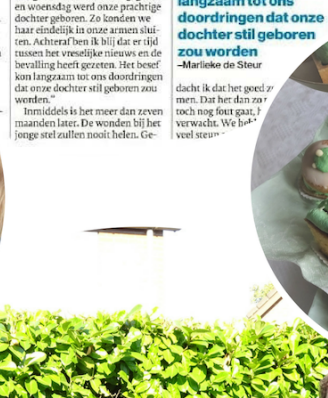 en woensdag werd onze prachtige
dochter geboren. Zo konden we
haar eindelijk in onze armen slui-
ten. Achteraf ben ik blij dat er tijd
tussen het vreselijke nieuws en de
bevalling heeft gezeten. Het besef
kon langzaam tot ons doordringen
dat onze dochter stil geboren zou
worden.”
Inmiddels is het meer dan zeven
maanden later. De wonden bij het
jonge stel zullen nooit helen. Ge-
langzaam tot ons
doordringen dat onze
dochter stil geboren
zou worden
–Marlieke de Steur
dacht ik dat het goed z
men. Dat het dan zo
toch nog fout gaat,
verwacht. We
veel steun